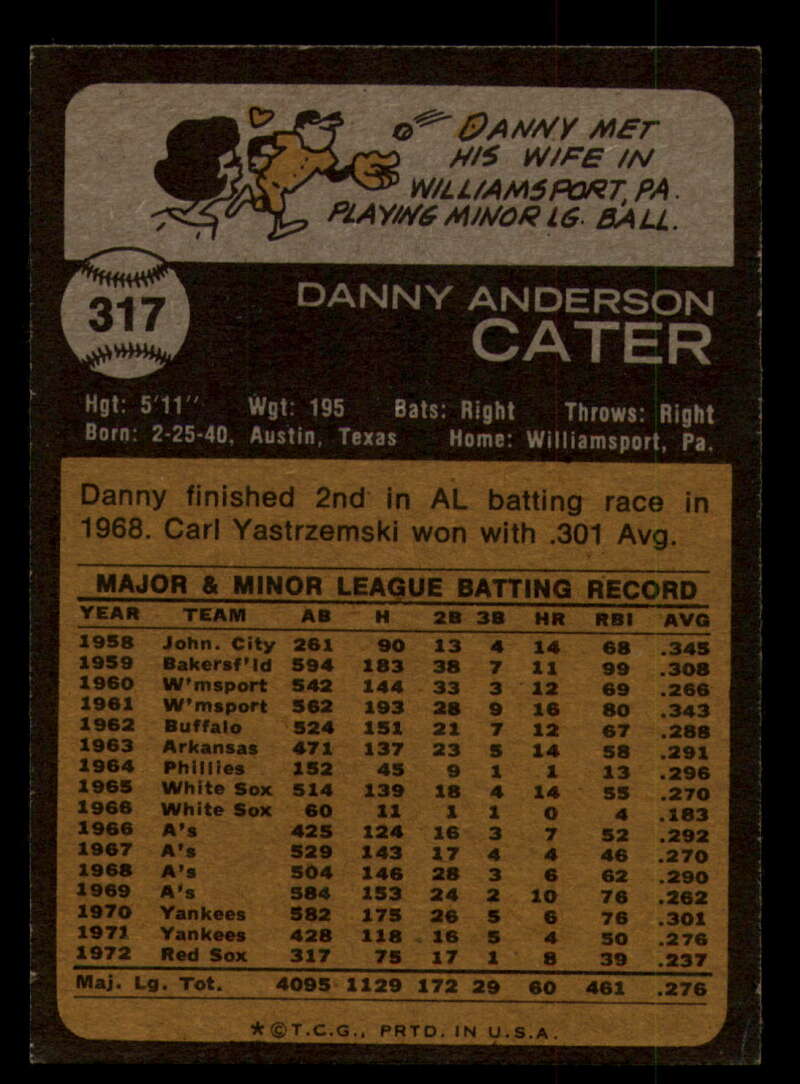 DANNY MET
HIS WIFE IN
WILLIAMSPORT, PA.
PLAYING MINOR LG. BALL.
317
DANNY ANDERSON
CATER
Hgt: 5'11" Wgt: 195 Bats: Right Throws: Right
Born: 2-25-40, Austin, Texas Home: Williamsport, Pa.
Danny finished 2nd in AL batting race in
1968. Carl Yastrzemski won with .301 Avg.
MAJOR & MINOR LEAGUE BATTING RECORD
YEAR TEAM AB H 2B 3B HR RBI AVG
1958 John. City 261 90 13 4 14 68 .345
1959 Bakersf'ld 594 183 38 7 11 99 .308
1960 W'msport 542 144 33 3 12 69 .266
1961 W'msport 562 193 28 9 16 80 .343
1962 Buffalo 524 151 21 7 12 67 .288
1963 Arkansas 471 137 23 5 14 58 .291
1964 Phillies 152 45 9 1 1 13 .296
1965 White Sox 514 139 18 4 14 55 .270
1966 White Sox 60 11 1 1 0 4 .183
1966 A's 425 124 16 3 7 52 .292
1967 A's 529 143 17 4 4 46 .270
1968 A's 504 146 28 3 6 62 .290
1969 A's 584 153 24 2 10 76 .262
1970 Yankees 582 175 26 5 6 76 .301
1971 Yankees 428 118 16 5 4 50 .276
1972 Red Sox 317 75 17 1 8 39 .237
Maj. Lg. Tot. 4095 1129 172 29 60 461 .276
*©T.C.G., PRTD. IN U.S.A.